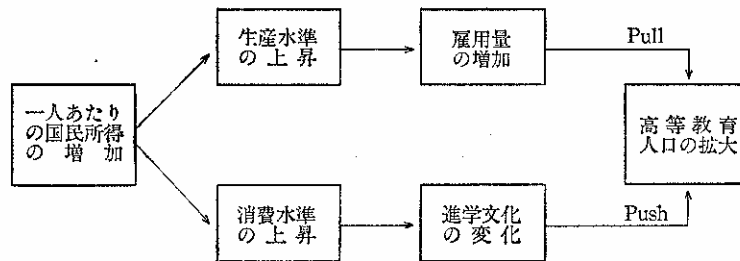 生産水準
の上昇
雇用量
の増加
Pull
一人あたり
の国民所得
の増加
高等教育
人口の拡大
消費水準
の上昇
進学文化
の変化
Push